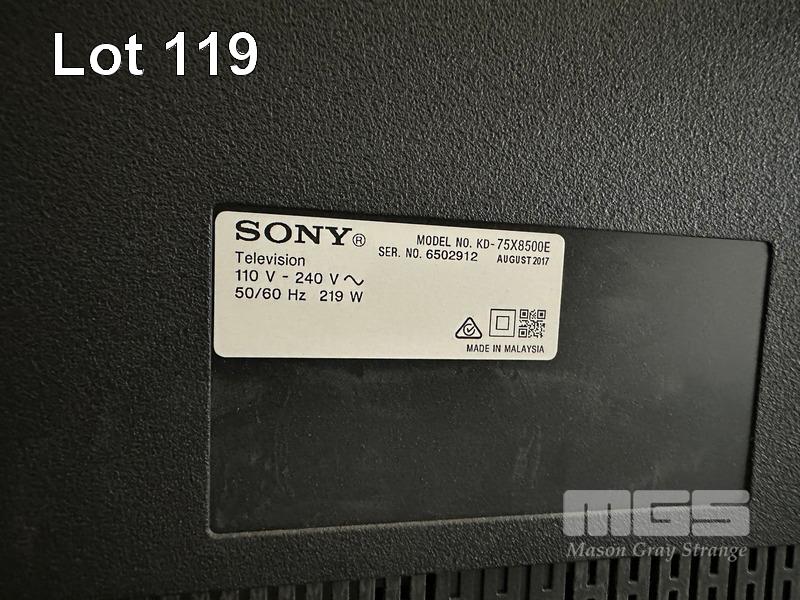 Lot 119
SONY®
MODEL NO. KD-75X8500E
Television
SER. NO. 6502912 AUGUST 2017
110 V - 240 V ~
50/60 Hz 219 W
MADE IN MALAYSIA
MGS
Mason Gray Strange